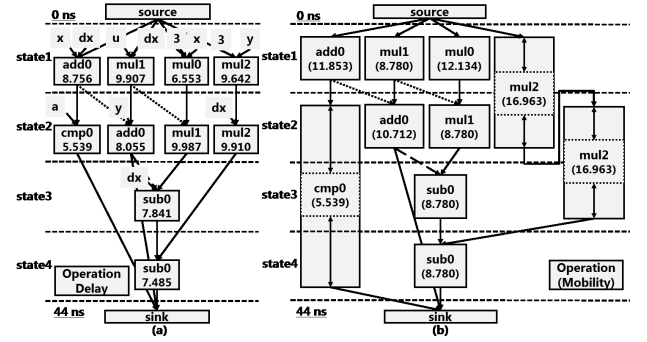 source
0 ns
x dx u dx 3 x 3 y
state1
add0 mul1 mul0 mul2
8.756 9.907 6.553 9.642
a y dx
state2
cmp0 add0 mul1 mul2
5.539 8.055 9.987 9.910
dx
state3
sub0
7.841
state4
sub0
7.485
Operation
Delay
44 ns
sink
(a)
source
0 ns
state1
add0 mul1 mul0
(11.853) (8.780) (12.134)
mul2
(16.963)
state2
add0 mul1
(10.712) (8.780)
mul2
(16.963)
state3
cmp0
(5.539)
sub0
(8.780)
state4
sub0
(8.780)
Operation
(Mobility)
44 ns
sink
(b)